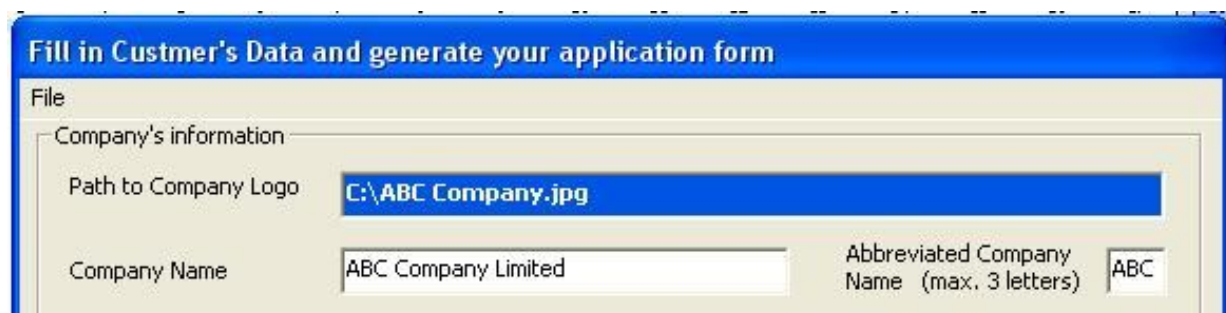 Fill in Custmer's Data and generate your application form
File
Company's information
Path to Company Logo C:\ABC Company.jpg
Company Name ABC Company Limited Abbreviated Company Name (max. 3 letters) ABC